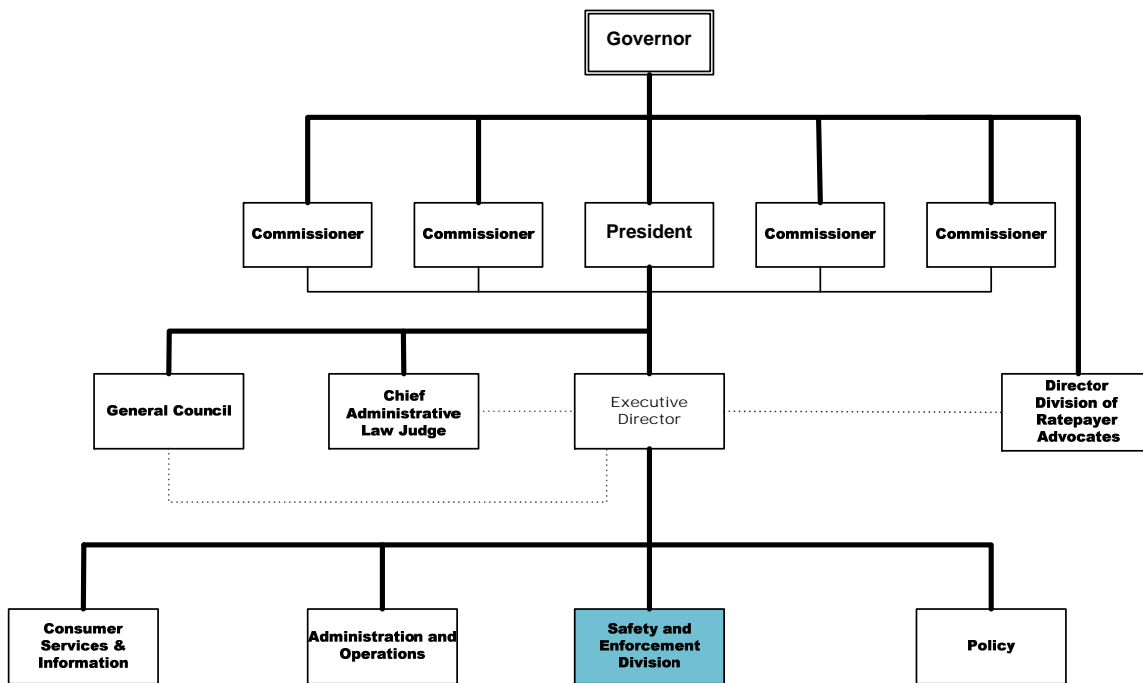 Governor
Commissioner
Commissioner
President
Commissioner
Commissioner
General Council
Chief
Administrative
Law Judge
Executive
Director
Director
Division of
Ratepayer
Advocates
Consumer
Services &
Information
Administration and
Operations
Safety and
Enforcement
Division
Policy